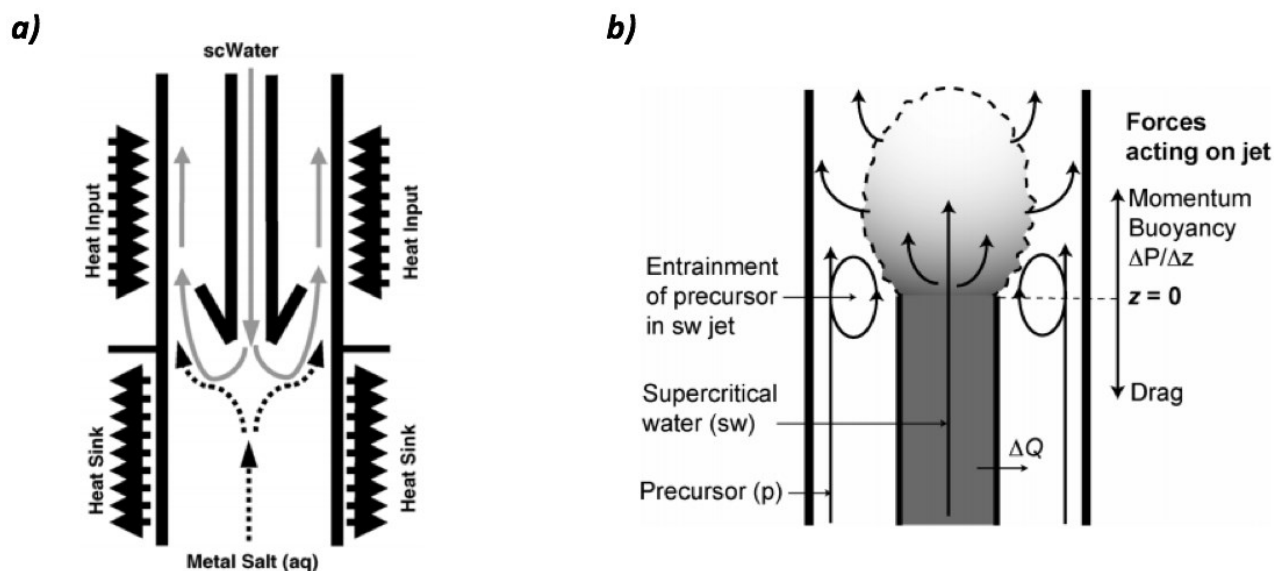 a)
scWater
Heat Input
Heat Input
Heat Sink
Heat Sink
Metal Salt (aq)
b)
Forces
acting on jet
Momentum
Buoyancy
ΔP/Δz
z = 0
Drag
Entrainment
of precursor
in sw jet
Supercritical
water (sw)
Precursor (p)
ΔQ